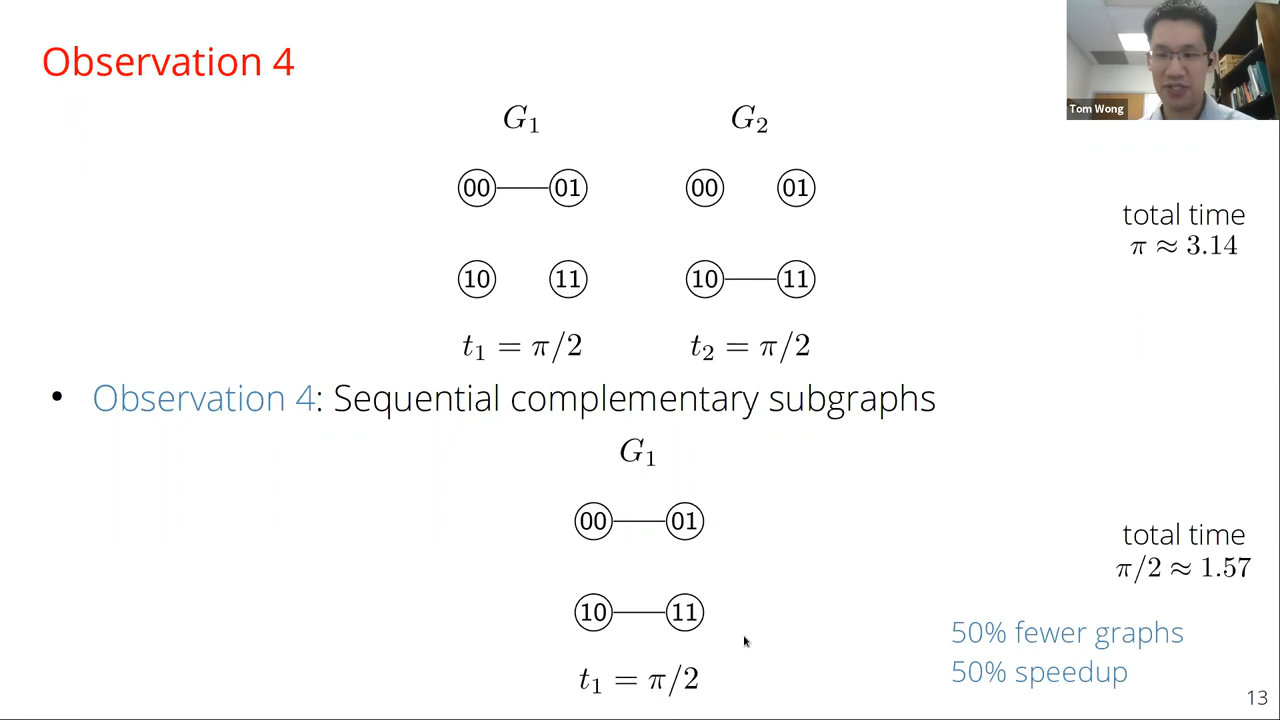 Observation 4
Tom Wong
G₁ G₂
00 01 00 01
10 11 10 11
t₁ = π/2 t₂ = π/2
total time
π ≈ 3.14
• Observation 4: Sequential complementary subgraphs
G₁
00 01
10 11
t₁ = π/2
total time
π/2 ≈ 1.57
50% fewer graphs
50% speedup
13